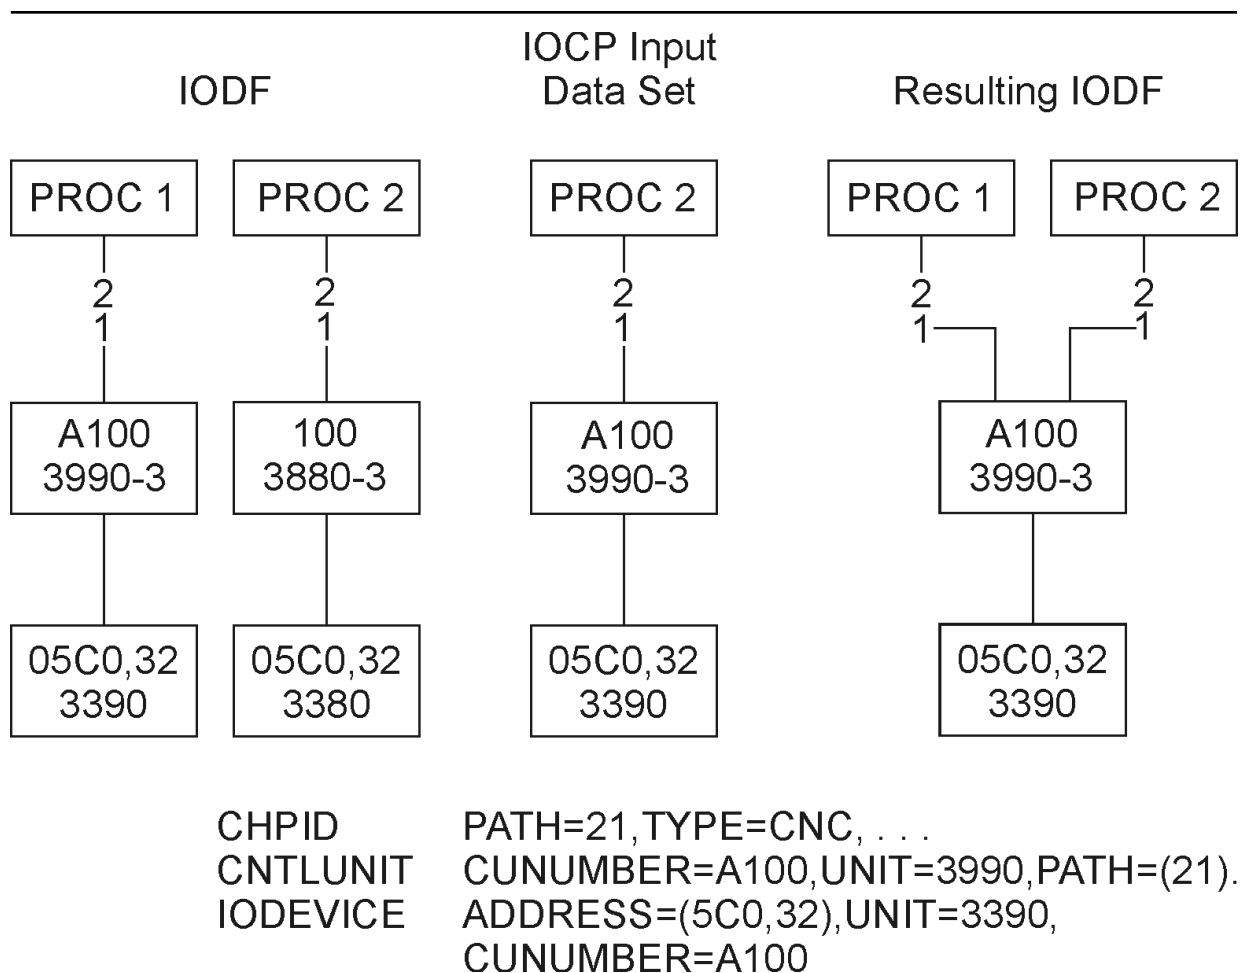 IODF
IOCP Input
Data Set
Resulting IODF
PROC 1
PROC 2
PROC 2
PROC 1
PROC 2
2
1
2
1
2
1
2
1
2
1
A100
3990-3
100
3880-3
A100
3990-3
A100
3990-3
05C0,32
3390
05C0,32
3380
05C0,32
3390
05C0,32
3390
CHPID PATH=21,TYPE=CNC, . . .
CNTLUNIT CUNUMBER=A100,UNIT=3990,PATH=(21).
IODEVICE ADDRESS=(5C0,32),UNIT=3390,
CUNUMBER=A100